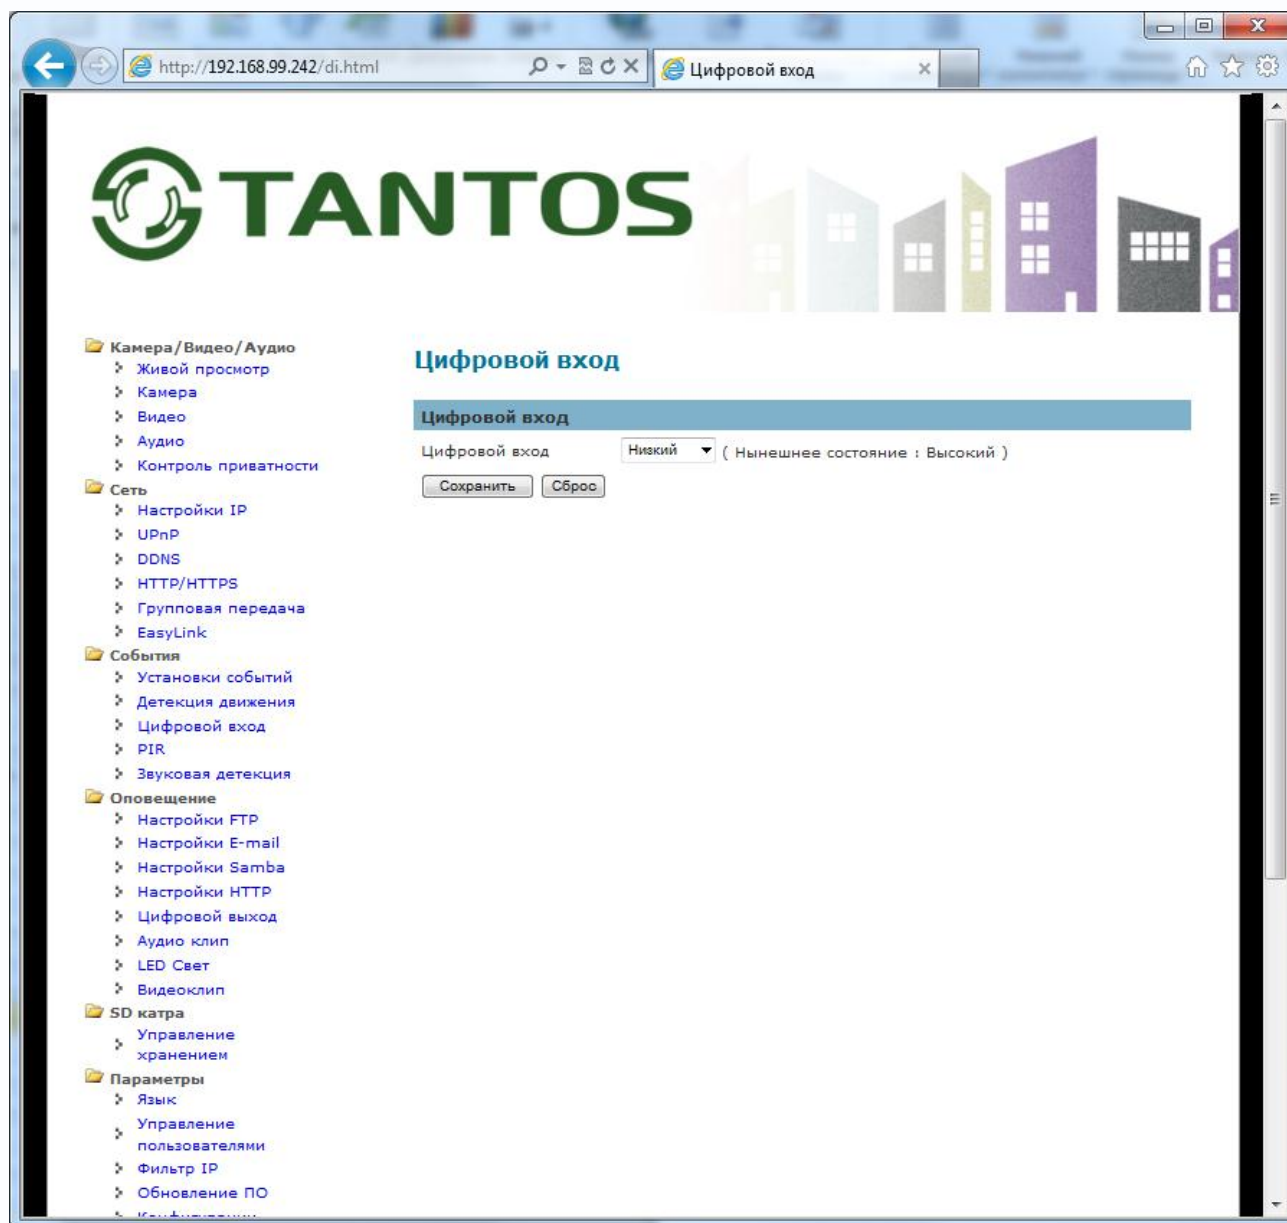 http://192.168.99.242/di.html
Цифровой вход
TANTOS
Камера/Видео/Аудио
Живой просмотр
Камера
Видео
Аудио
Контроль приватности
Сеть
Настройки IP
UPnP
DDNS
HTTP/HTTPS
Групповая передача
EasyLink
События
Установки событий
Детекция движения
Цифровой вход
PIR
Звуковая детекция
Оповещение
Настройки FTP
Настройки E-mail
Настройки Samba
Настройки HTTP
Цифровой выход
Аудио клип
LED Свет
Видеоклип
SD катра
Управление
хранением
Параметры
Язык
Управление
пользователями
Фильтр IP
Обновление ПО
Цифровой вход
Цифровой вход
Цифровой вход Низкий ( Нынешнее состояние : Высокий )
Сохранить Сброс